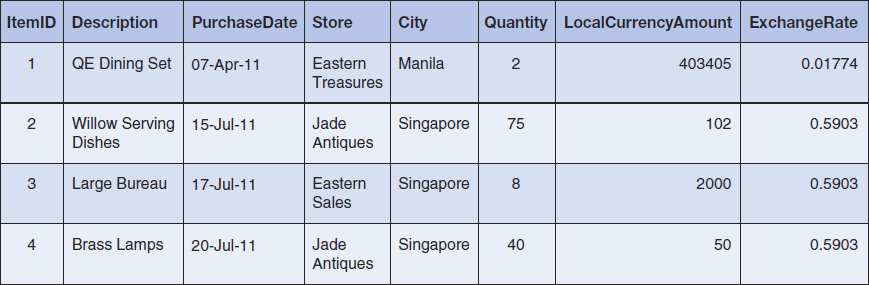 ItemID Description PurchaseDate Store City Quantity LocalCurrencyAmount ExchangeRate
1 QE Dining Set 07-Apr-11 Eastern Manila 2 403405 0.01774
Treasures
2 Willow Serving 15-Jul-11 Jade Singapore 75 102 0.5903
Dishes Antiques
3 Large Bureau 17-Jul-11 Eastern Singapore 8 2000 0.5903
Sales
4 Brass Lamps 20-Jul-11 Jade Singapore 40 50 0.5903
Antiques